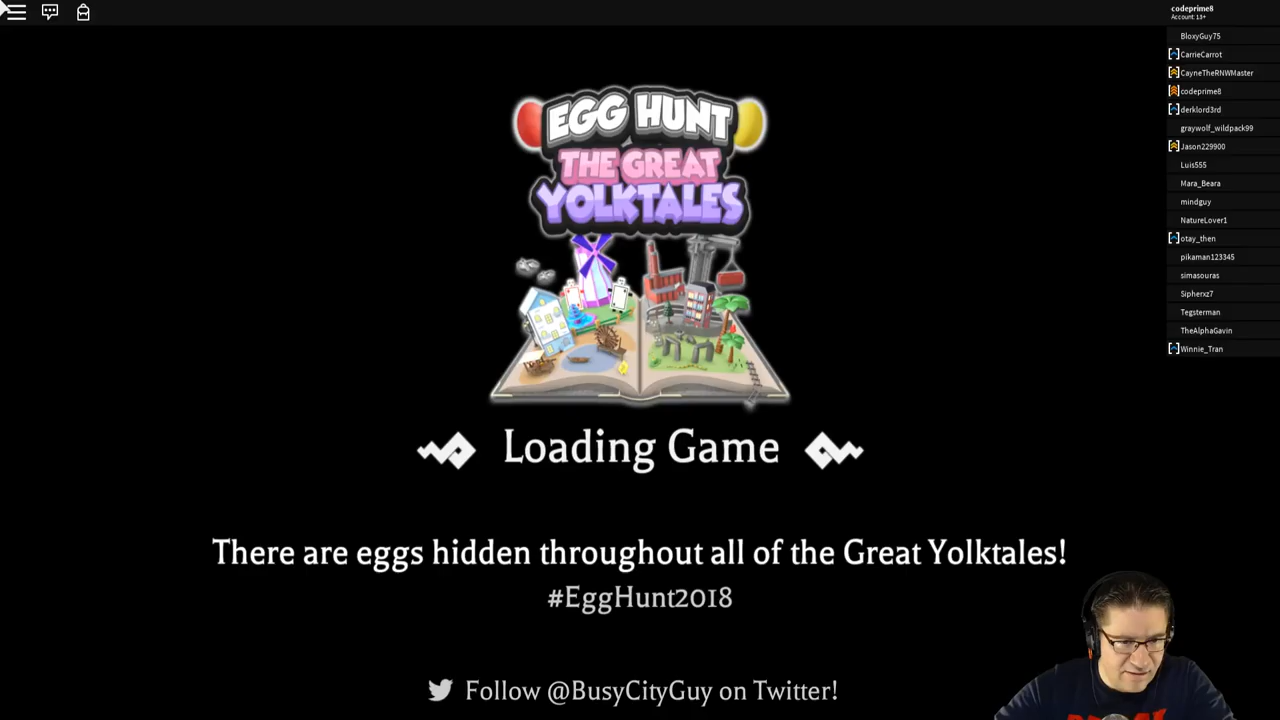 codeprime8
Account: 13+
BloxyGuy75
CarrieCarrot
CayneTheRNWMaster
codeprime8
derklord3rd
graywolf_wildpack99
Jason229900
Luis555
Mara_Beara
mindguy
NatureLover1
otay_then
pikaman123345
simasouras
Sipherxz7
Tegsterman
TheAlphaGavin
Winnie_Tran
EGG HUNT
THE GREAT
YOLKTALES
Loading Game
There are eggs hidden throughout all of the Great Yolktales!
#EggHunt2018
Follow @BusyCityGuy on Twitter!